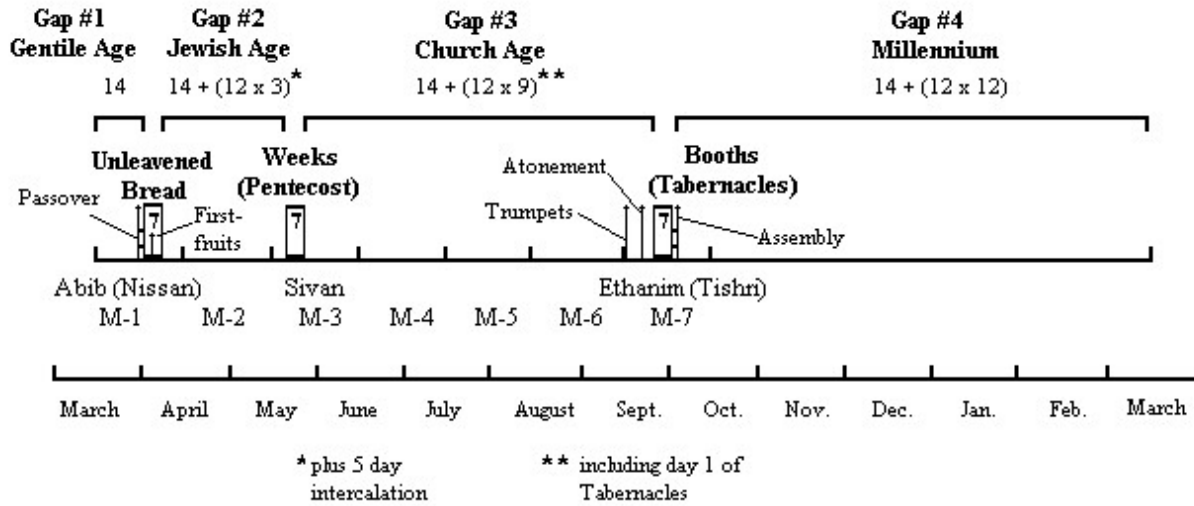 Gap #1
Gentile Age
14
Gap #2
Jewish Age
14 + (12 x 3)*
Gap #3
Church Age
14 + (12 x 9)**
Gap #4
Millennium
14 + (12 x 12)
Unleavened
Bread
Passover
7
First-
fruits
Weeks
(Pentecost)
7
Atonement
Trumpets
Booths
(Tabernacles)
7
Assembly
Abib (Nissan)
Sivan
Ethanim (Tishri)
M-1 M-2 M-3 M-4 M-5 M-6 M-7
March April May June July August Sept. Oct. Nov. Dec. Jan. Feb. March
* plus 5 day
intercalation
** including day 1 of
Tabernacles